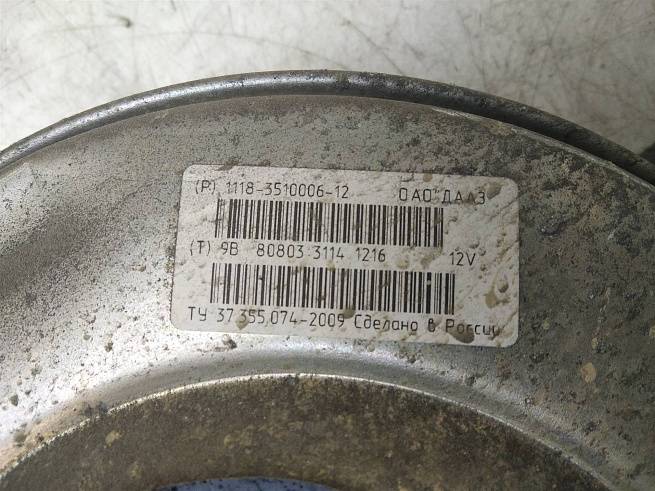 (P) 1118-3510006-12 ОАО"ДААЗ
(T) 9B 80803 3114 1216 12V
ТУ 37.355.074-2009 Сделано в России